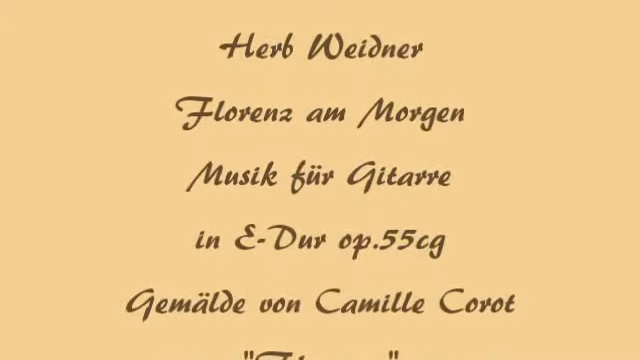 Herb Weidner
Florenz am Morgen
Musik für Gitarre
in E-Dur op.55cg
Gemälde von Camille Corot